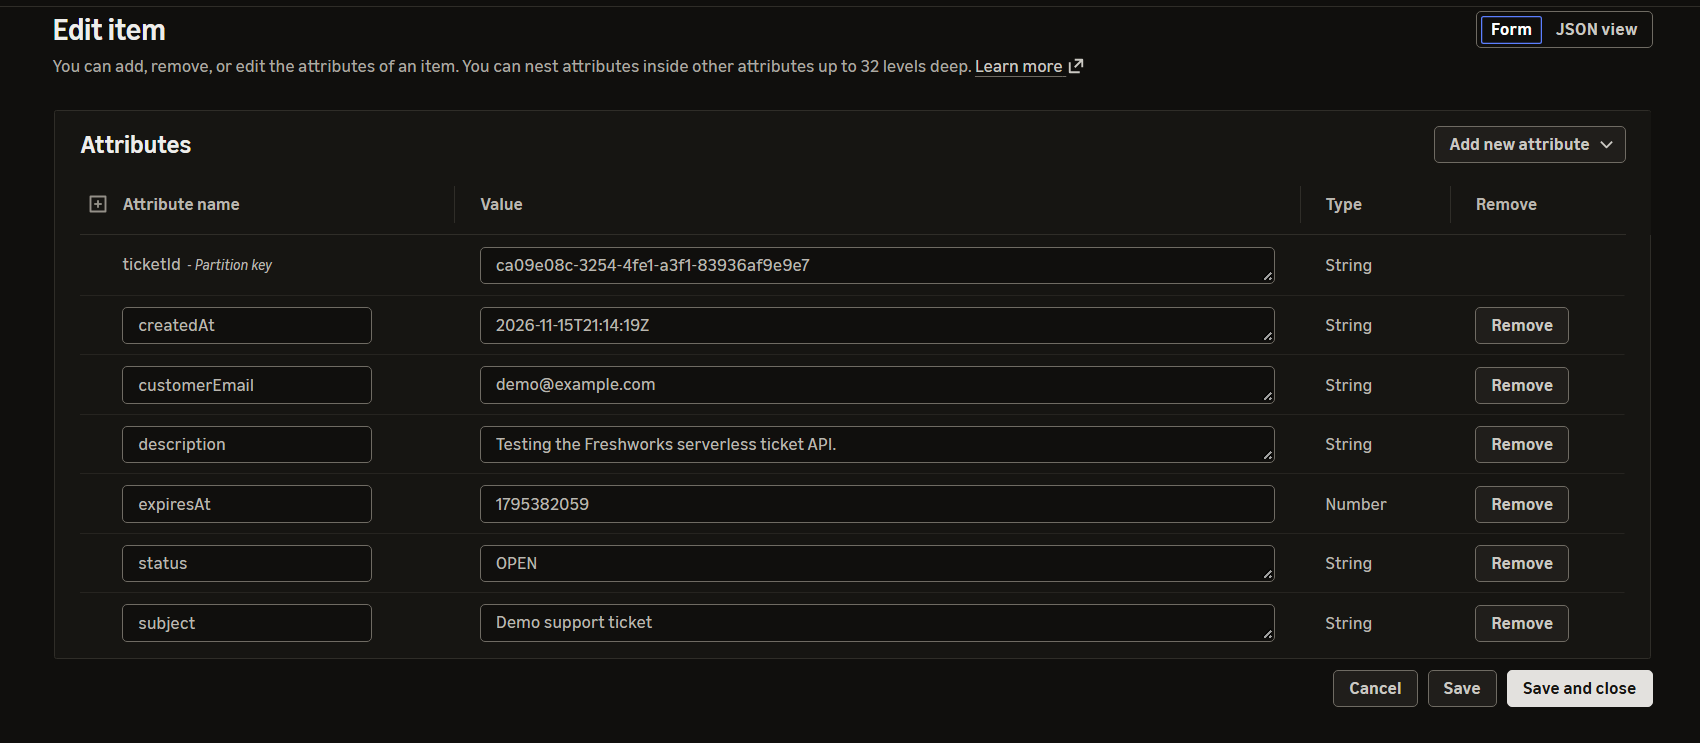 Edit item
Form JSON view
You can add, remove, or edit the attributes of an item. You can nest attributes inside other attributes up to 32 levels deep. Learn more
Attributes
Add new attribute
Attribute name Value Type Remove
ticketId - Partition key ca09e08c-3254-4fe1-a3f1-83936af9e9e7 String
createdAt 2026-11-15T21:14:19Z String Remove
customerEmail demo@example.com String Remove
description Testing the Freshworks serverless ticket API. String Remove
expiresAt 1795382059 Number Remove
status OPEN String Remove
subject Demo support ticket String Remove
Cancel Save Save and close